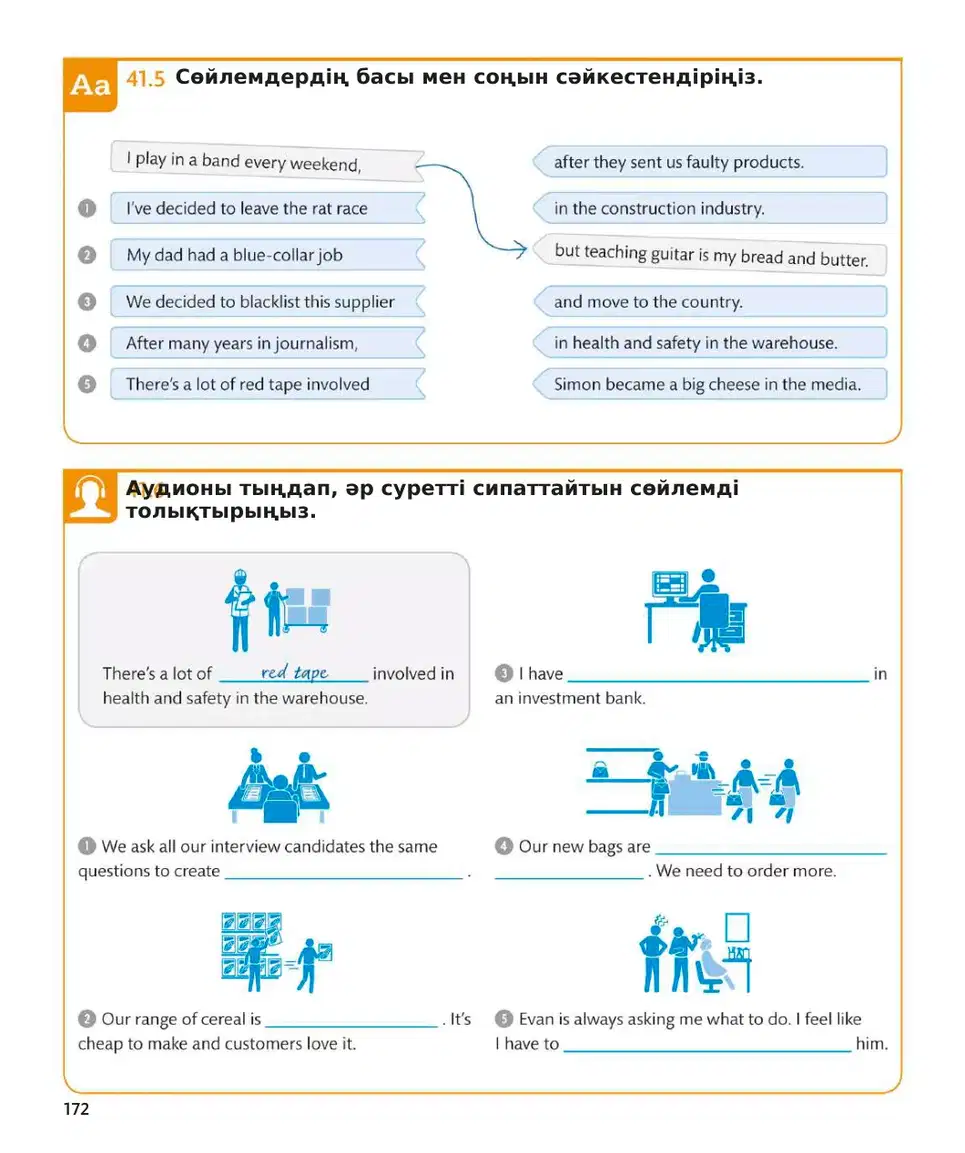 Aa 41.5 Сөйлемдердің басы мен соңын сәйкестендіріңіз.
I play in a band every weekend,
after they sent us faulty products.
1 I've decided to leave the rat race
in the construction industry.
2 My dad had a blue-collar job
but teaching guitar is my bread and butter.
3 We decided to blacklist this supplier
and move to the country.
4 After many years in journalism,
in health and safety in the warehouse.
5 There's a lot of red tape involved
Simon became a big cheese in the media.
Аудионы тыңдап, әр суретті сипаттайтын сөйлемді
толықтырыңыз.
There's a lot of red tape involved in
health and safety in the warehouse.
3 I have in
an investment bank.
1 We ask all our interview candidates the same
questions to create .
4 Our new bags are
. We need to order more.
2 Our range of cereal is . It's
cheap to make and customers love it.
5 Evan is always asking me what to do. I feel like
I have to him.
172